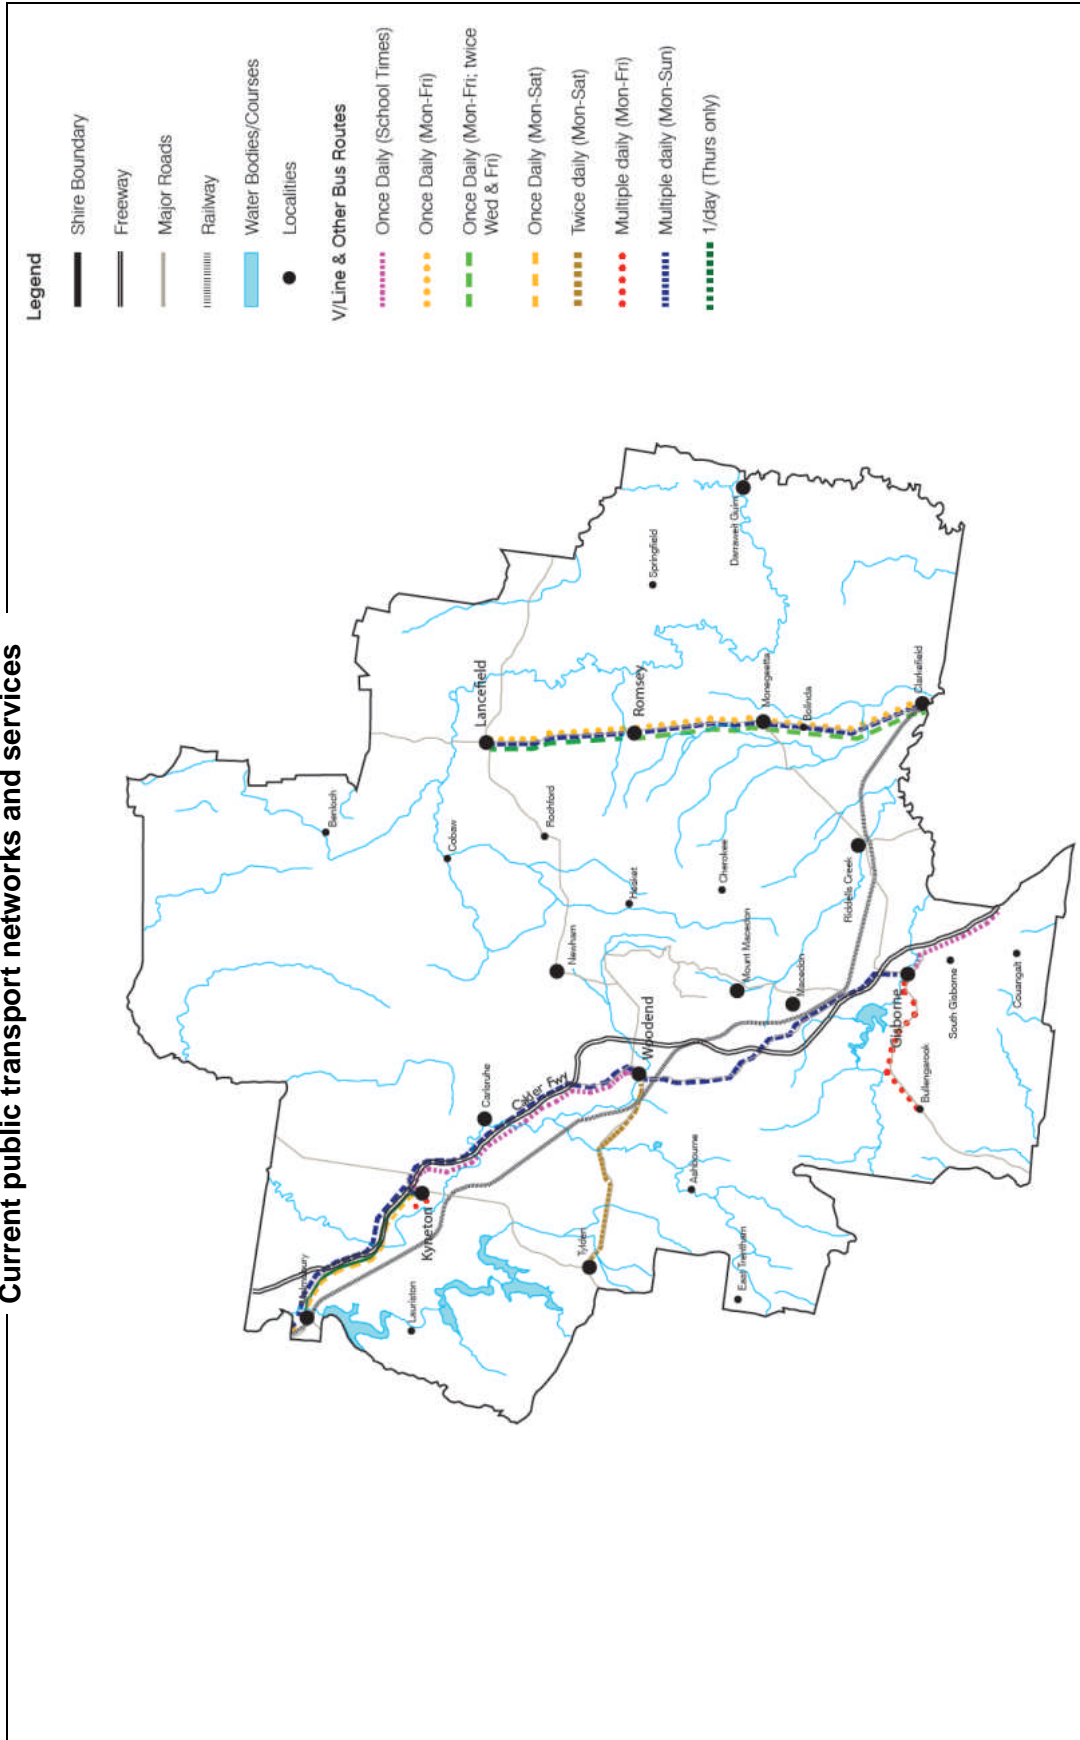 Current public transport networks and services
Legend
Shire Boundary
Freeway
Major Roads
Railway
Water Bodies/Courses
Localities
V/Line & Other Bus Routes
Once Daily (School Times)
Once Daily (Mon-Fri)
Once Daily (Mon-Fri; twice
Wed & Fri)
Once Daily (Mon-Sat)
Twice daily (Mon-Sat)
Multiple daily (Mon-Fri)
Multiple daily (Mon-Sun)
1/day (Thurs only)
Benloch
Cobaw
Lancefield
Rochford
Springfield
Hesket
Romsey
Darraweit Guim
Newham
Cherokee
Monegeetta
Bolinda
Clarkefield
Mount Macedon
Macedon
Riddells Creek
Woodend
Carlsruhe
Calder Fwy
Kyneton
Lauriston
Tylden
Ashbourne
East Trentham
Gisborne
South Gisborne
Couangalt
Bullengarook